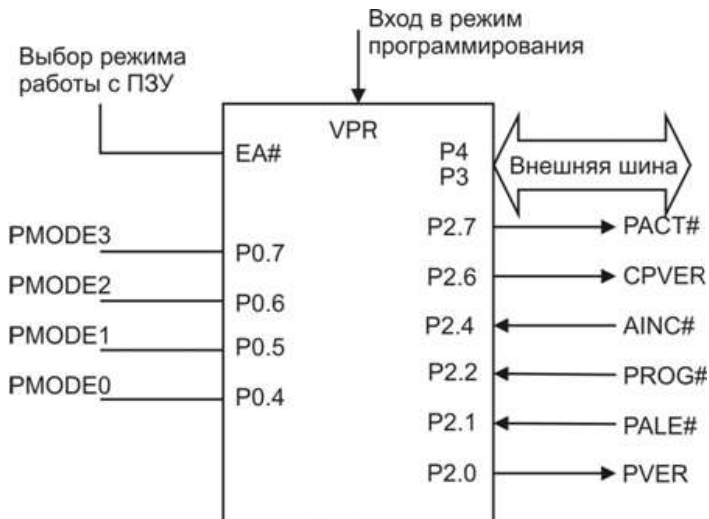 Вход в режим
программирования
Выбор режима
работы с ПЗУ
VPR
EA#
P4
P3
Внешняя шина
PMODE3
P0.7
P2.7
PACT#
PMODE2
P0.6
P2.6
CPVER
PMODE1
P0.5
P2.4
AINC#
PMODE0
P0.4
P2.2
PROG#
P2.1
PALE#
P2.0
PVER